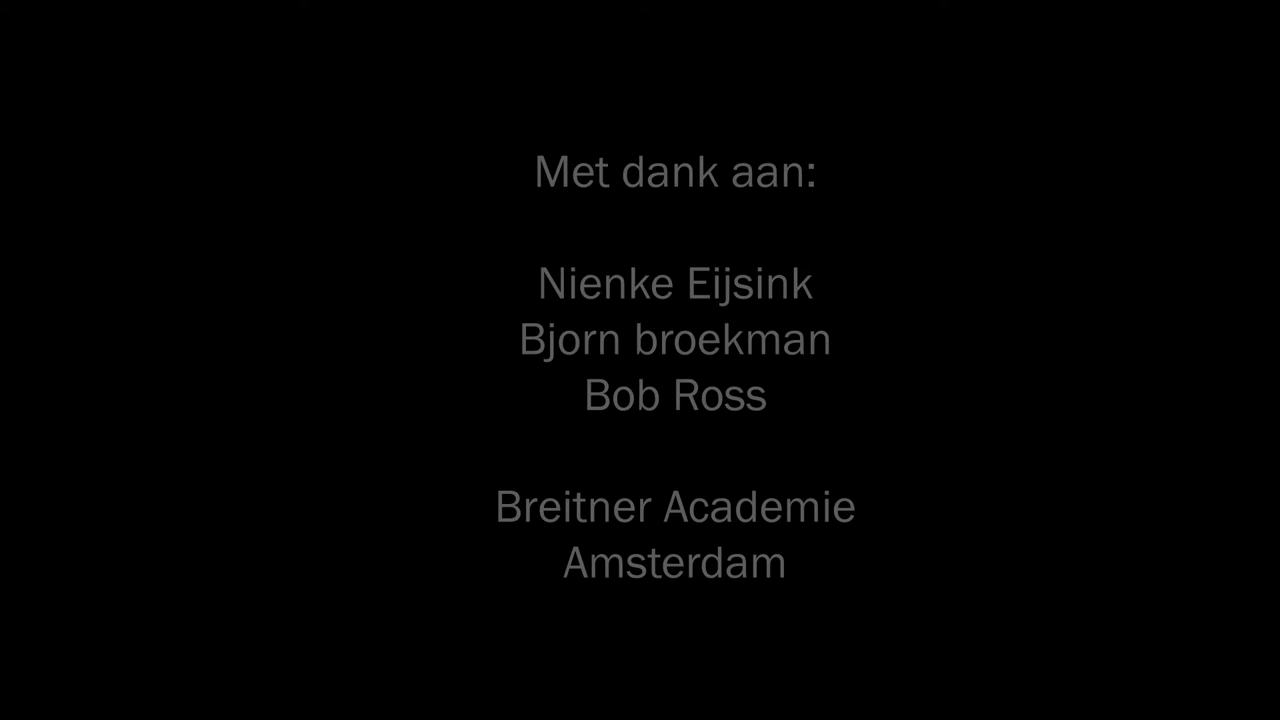 Met dank aan:
Nienke Eijsink
Bjorn broekman
Bob Ross
Breitner Academie
Amsterdam